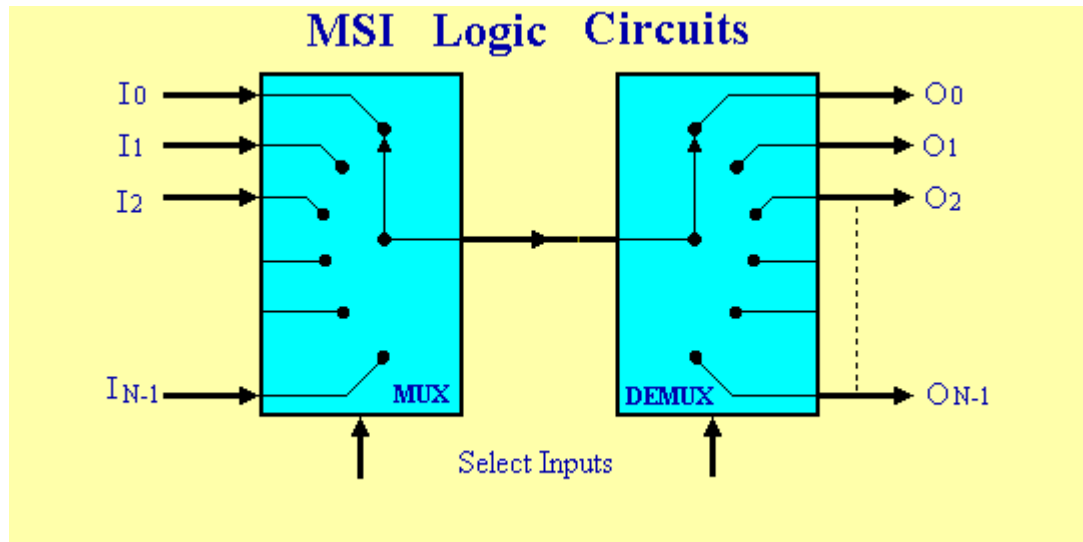 MSI Logic Circuits
I0
I1
I2
IN-1
MUX
DEMUX
O0
O1
O2
ON-1
Select Inputs